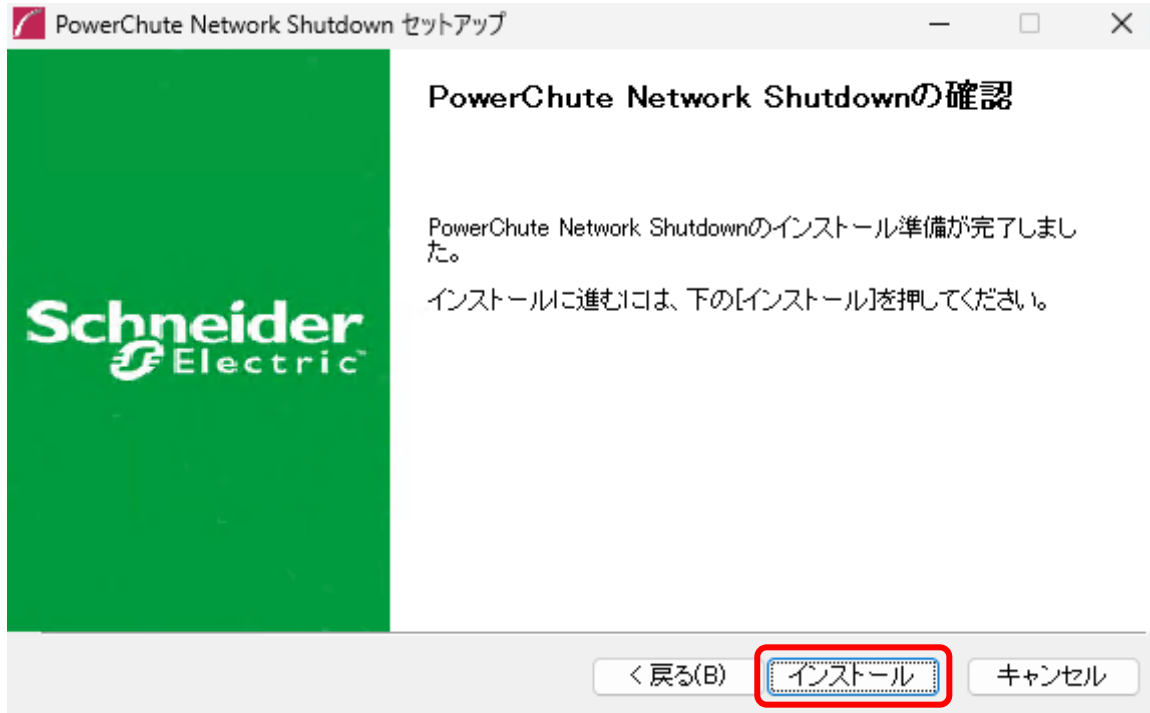 PowerChute Network Shutdown セットアップ
PowerChute Network Shutdownの確認
PowerChute Network Shutdownのインストール準備が完了しまし
た。
インストールに進むには、下の[インストール]を押してください。
Schneider
Electric™
< 戻る(B)
インストール
キャンセル